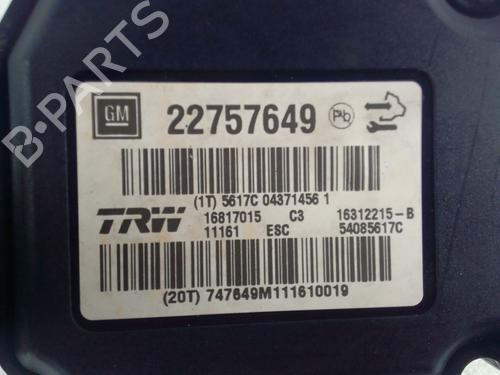 GM 22757649 Pb
(1T) 5617C 04371456 1
TRW 16817015 C3 16312215-B
11161 ESC 54085617C
(20T) 747649M111610019
B-PARTS